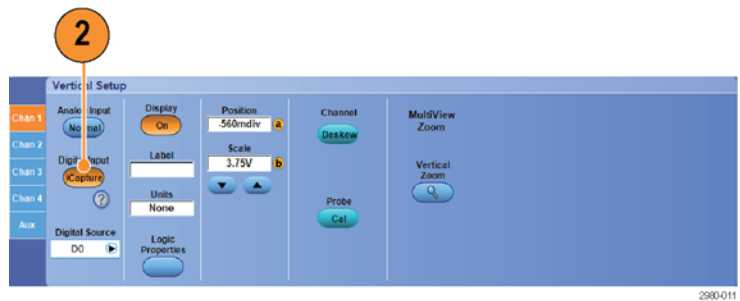 2
Vertical Setup
Chan 1
Chan 2
Chan 3
Chan 4
Aux
Analog Input
Normal
Digital Input
iCapture
?
Digital Source
D0
Display
On
Label
Units
None
Logic
Properties
Position
-560mdiv
a
Scale
3.75V
b
Channel
Deskew
Probe
Cal
MultiView
Zoom
Vertical
Zoom
2980-011